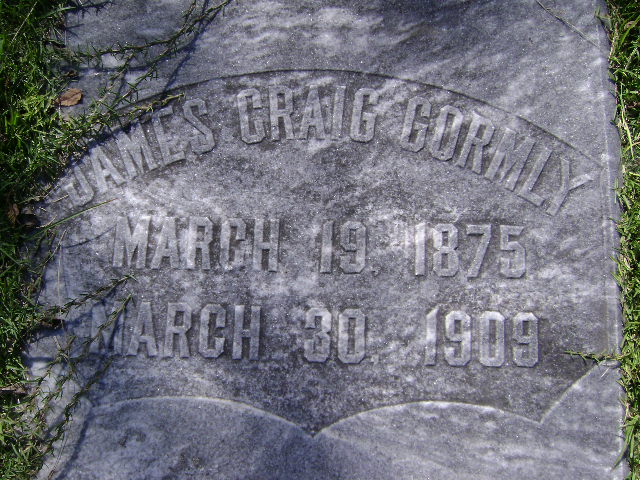 JAMES CRAIG GORMLY
MARCH 19, 1875
MARCH 30, 1909